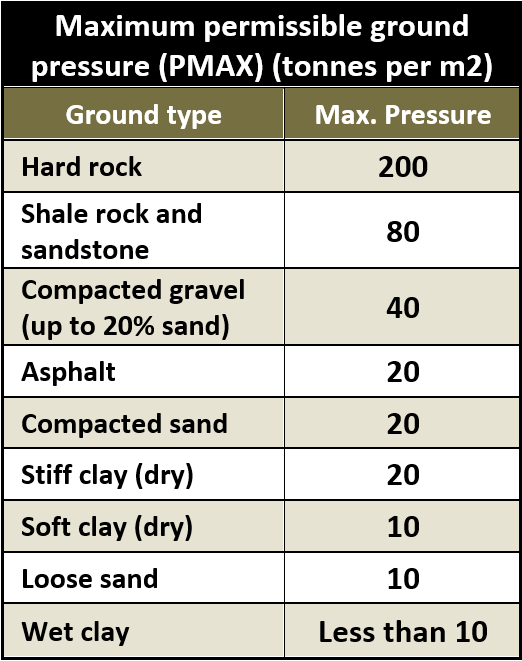 Maximum permissible ground
pressure (PMAX) (tonnes per m2)
Ground type Max. Pressure
Hard rock 200
Shale rock and
sandstone 80
Compacted gravel
(up to 20% sand) 40
Asphalt 20
Compacted sand 20
Stiff clay (dry) 20
Soft clay (dry) 10
Loose sand 10
Wet clay Less than 10